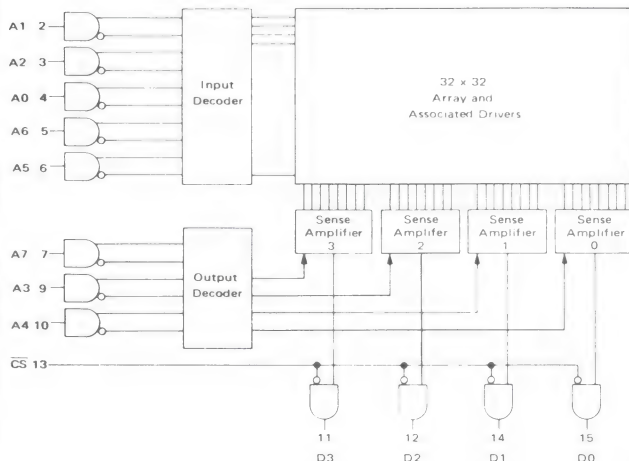 A1 2
A2 3
A0 4
A6 5
A5 6
Input
Decoder
32 × 32
Array and
Associated Drivers
Sense
Amplifier
3
Sense
Amplifer
2
Sense
Amplifier
1
Sense
Amplifier
0
A7 7
A3 9
A4 10
Output
Decoder
CS 13
11
12
14
15
D3
D2
D1
D0